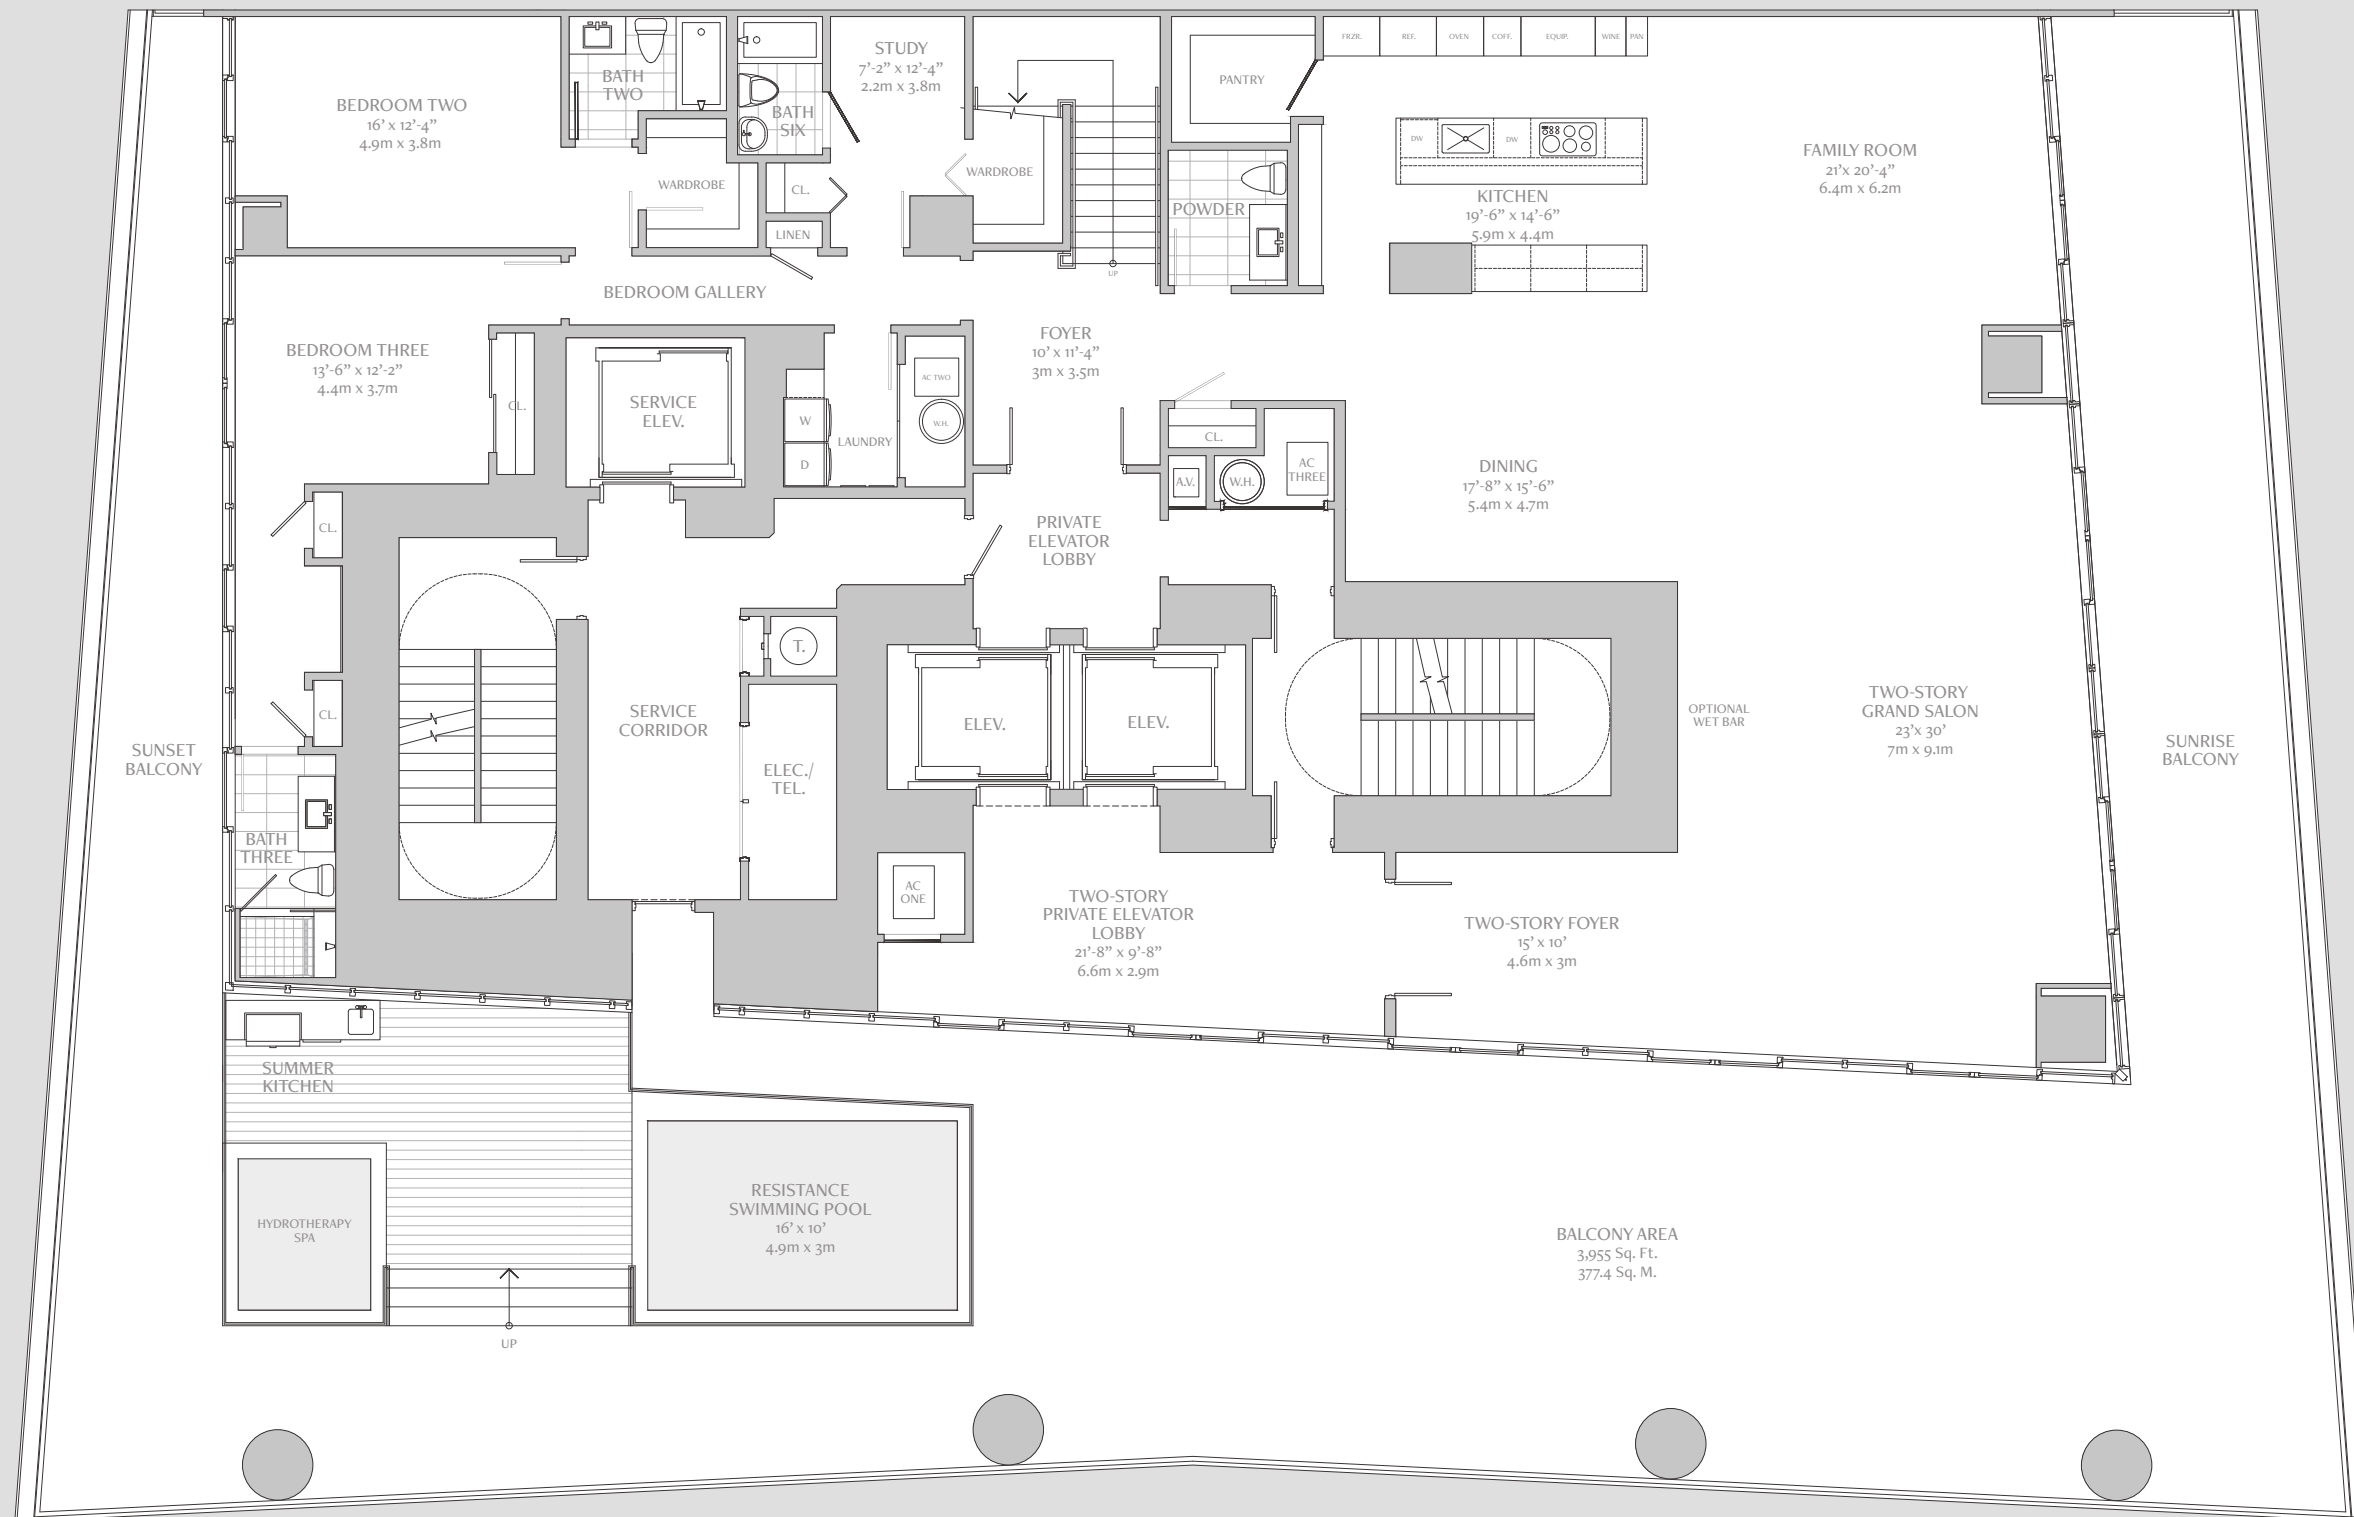 FRZR.
REF.
OVEN
COFF.
EQUIP.
WINE
PAN
BEDROOM TWO
16' x 12'-4"
4.9m x 3.8m
BATH
TWO
BATH
SIX
STUDY
7'-2" x 12'-4"
2.2m x 3.8m
PANTRY
DW
DW
KITCHEN
19'-6" x 14'-6"
5.9m x 4.4m
FAMILY ROOM
21'x 20'-4"
6.4m x 6.2m
WARDROBE
CL.
LINEN
WARDROBE
UP
POWDER
BEDROOM GALLERY
BEDROOM THREE
13'-6" x 12'-2"
4.4m x 3.7m
CL.
SERVICE
ELEV.
W
D
LAUNDRY
AC TWO
W.H.
FOYER
10' x 11'-4"
3m x 3.5m
CL.
A.V.
W.H.
AC
THREE
DINING
17'-8" x 15'-6"
5.4m x 4.7m
CL.
PRIVATE
ELEVATOR
LOBBY
CL.
SERVICE
CORRIDOR
T.
ELEC./
TEL.
ELEV.
ELEV.
OPTIONAL
WET BAR
TWO-STORY
GRAND SALON
23'x 30'
7m x 9.1m
SUNSET
BALCONY
SUNRISE
BALCONY
BATH
THREE
AC
ONE
TWO-STORY
PRIVATE ELEVATOR
LOBBY
21'-8" x 9'-8"
6.6m x 2.9m
TWO-STORY FOYER
15' x 10'
4.6m x 3m
SUMMER
KITCHEN
HYDROTHERAPY
SPA
RESISTANCE
SWIMMING POOL
16' x 10'
4.9m x 3m
BALCONY AREA
3,955 Sq. Ft.
377.4 Sq. M.
UP